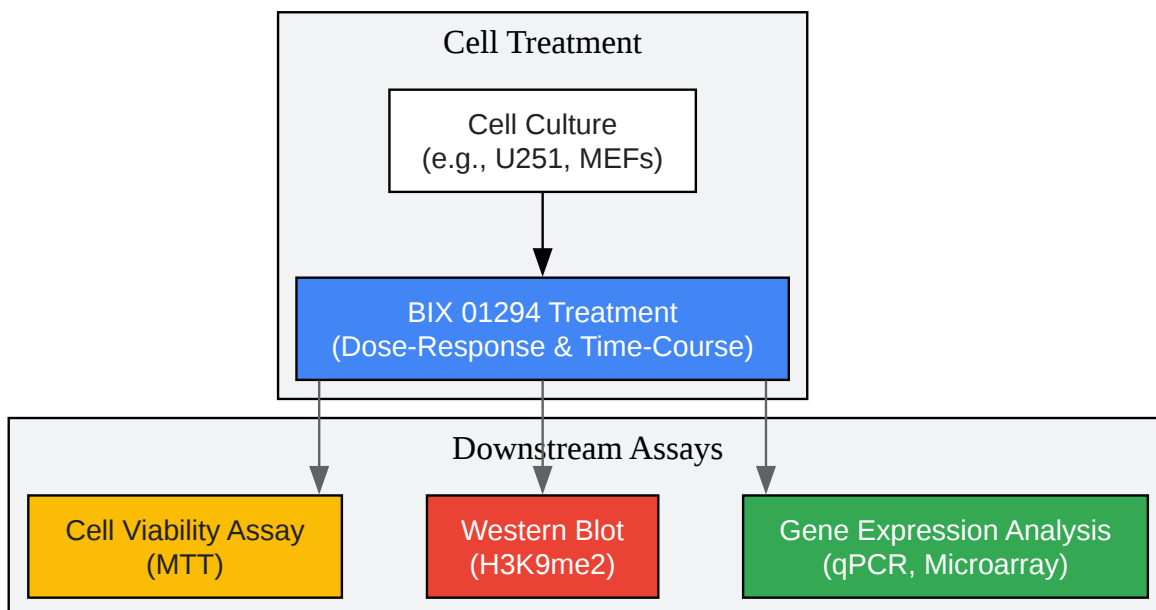 Cell Treatment
Cell Culture
(e.g., U251, MEFs)
BIX 01294 Treatment
(Dose-Response & Time-Course)
Downstream Assays
Cell Viability Assay
(MTT)
Western Blot
(H3K9me2)
Gene Expression Analysis
(qPCR, Microarray)